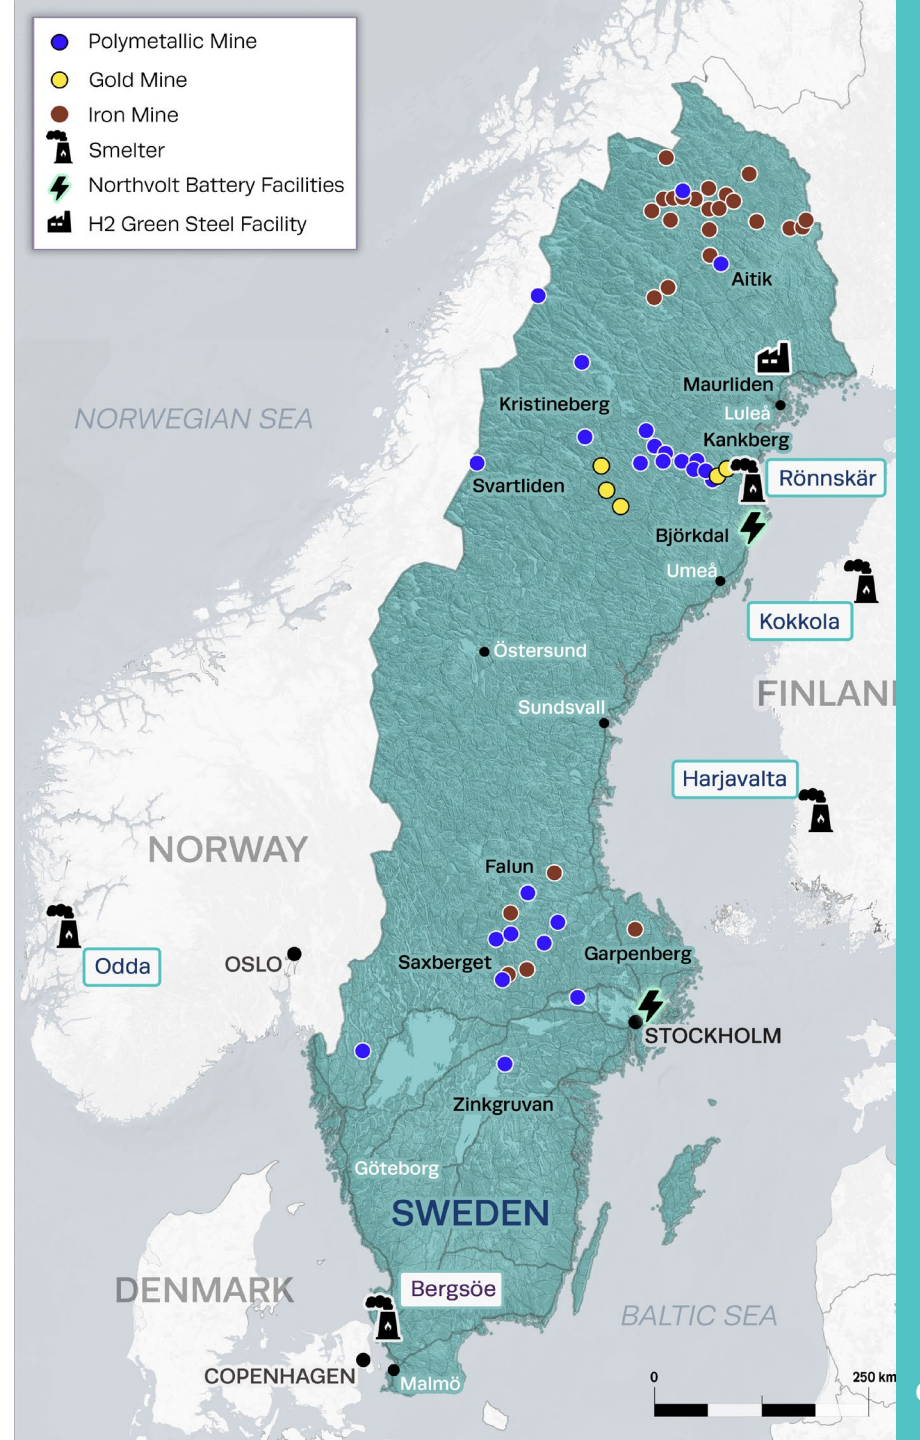 Polymetallic Mine
Gold Mine
Iron Mine
Smelter
Northvolt Battery Facilities
H2 Green Steel Facility
Aitik
NORWEGIAN SEA
Maurliden
Kristineberg
Luleå
Kankberg
Rönnskär
Svartliden
Björkdal
Umeå
Kokkola
Östersund
FINLAN
Sundsvall
Harjavalta
NORWAY
Falun
Garpenberg
Saxberget
OSLO
Odda
STOCKHOLM
Zinkgruvan
Göteborg
SWEDEN
DENMARK
Bergsöe
BALTIC SEA
COPENHAGEN
Malmö
0 250 km